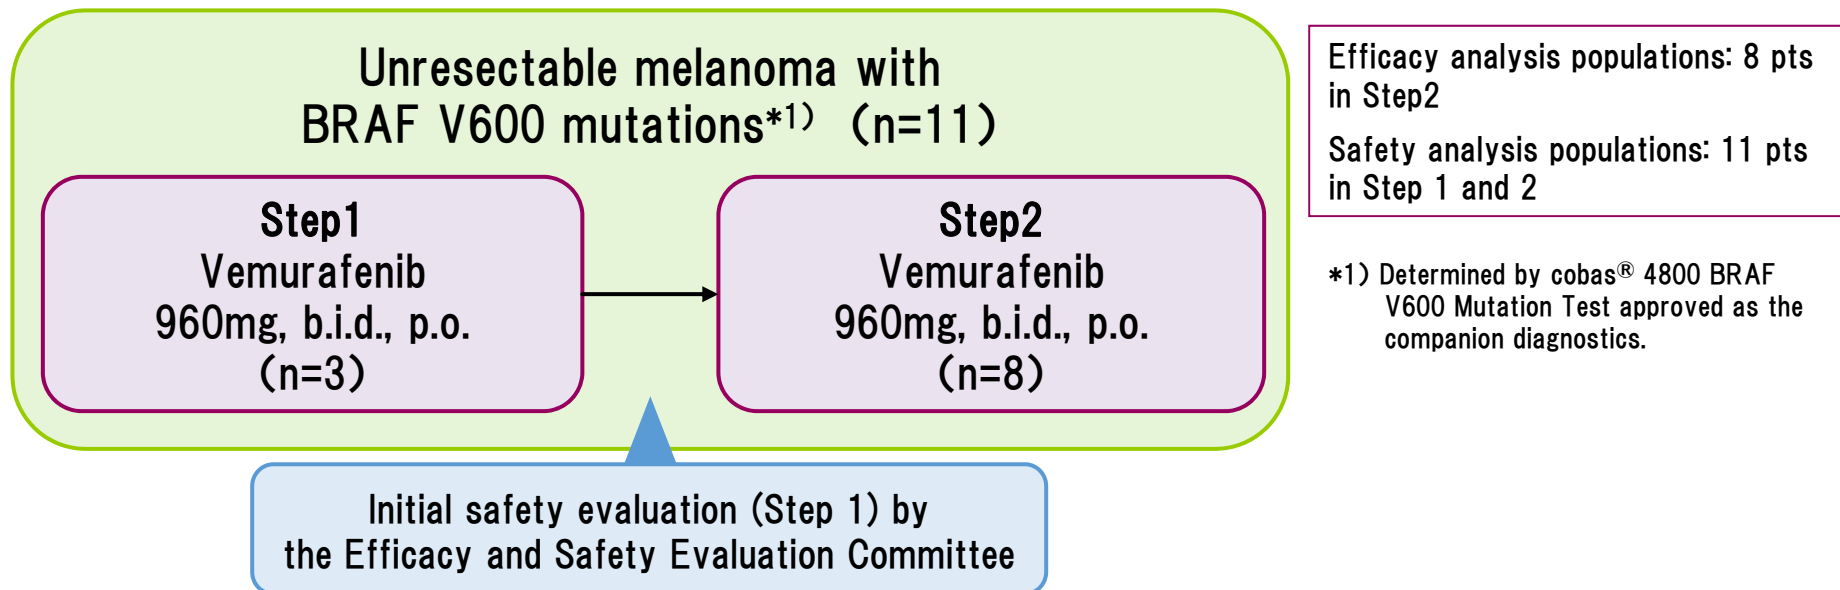 Unresectable melanoma with
BRAF V600 mutations*1) (n=11)
Step1
Vemurafenib
960mg, b.i.d., p.o.
(n=3)
Step2
Vemurafenib
960mg, b.i.d., p.o.
(n=8)
Initial safety evaluation (Step 1) by
the Efficacy and Safety Evaluation Committee
Efficacy analysis populations: 8 pts
in Step2
Safety analysis populations: 11 pts
in Step 1 and 2
*1) Determined by cobas® 4800 BRAF
V600 Mutation Test approved as the
companion diagnostics.